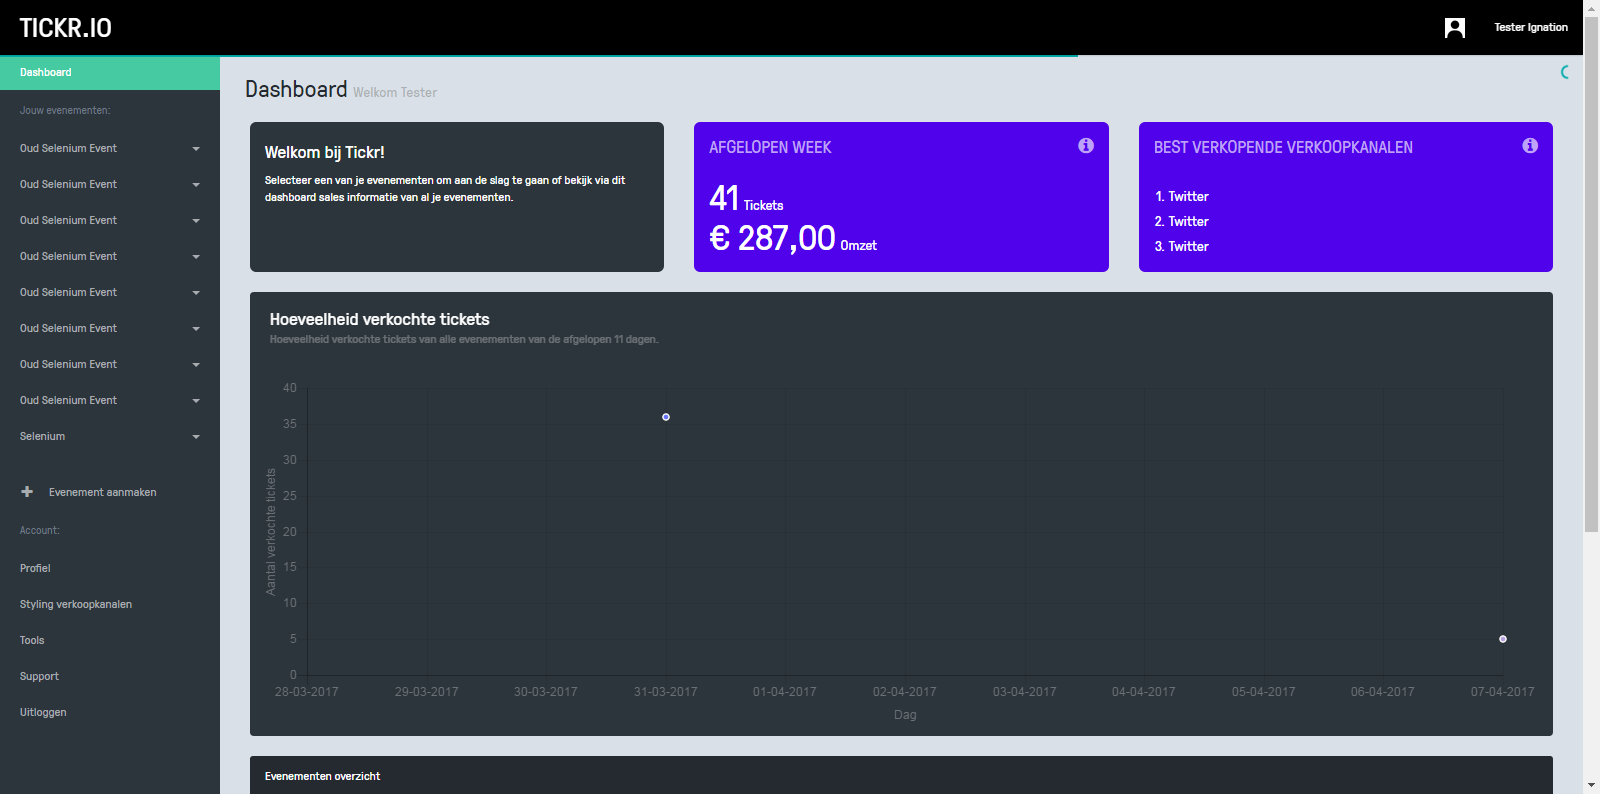 TICKR.IO
Tester Ignation
Dashboard
Jouw evenementen:
Oud Selenium Event
Oud Selenium Event
Oud Selenium Event
Oud Selenium Event
Oud Selenium Event
Oud Selenium Event
Oud Selenium Event
Oud Selenium Event
Selenium
Evenement aanmaken
Account:
Profiel
Styling verkoopkanalen
Tools
Support
Uitloggen
Dashboard Welkom Tester
Welkom bij Tickr!
Selecteer een van je evenementen om aan de slag te gaan of bekijk via dit
dashboard sales informatie van al je evenementen.
AFGELOPEN WEEK
41 Tickets
€ 287,00 Omzet
BEST VERKOPENDE VERKOOPKANALEN
1. Twitter
2. Twitter
3. Twitter
Hoeveelheid verkochte tickets
Hoeveelheid verkochte tickets van alle evenementen van de afgelopen 11 dagen.
Aantal verkochte tickets
40
35
30
25
20
15
10
5
0
28-03-2017 29-03-2017 30-03-2017 31-03-2017 01-04-2017 02-04-2017 03-04-2017 04-04-2017 05-04-2017 06-04-2017 07-04-2017
Dag
Evenementen overzicht